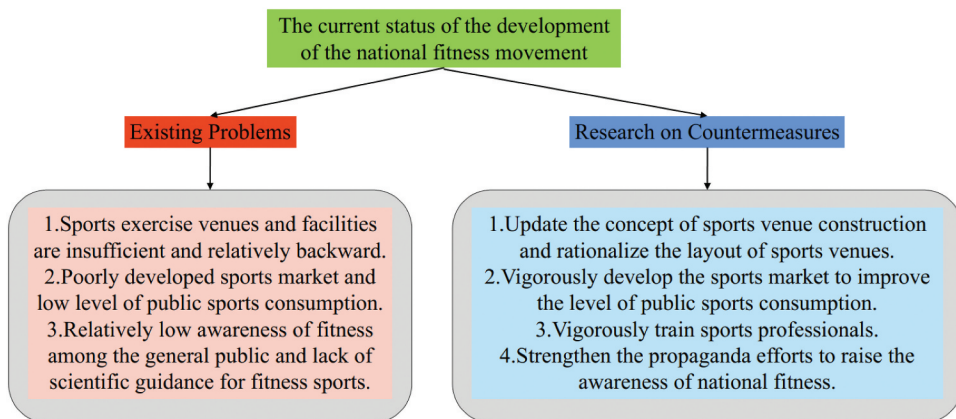 The current status of the development
of the national fitness movement
Existing Problems
Research on Countermeasures
1.Sports exercise venues and facilities
are insufficient and relatively backward.
2.Poorly developed sports market and
low level of public sports consumption.
3.Relatively low awareness of fitness
among the general public and lack of
scientific guidance for fitness sports.
1.Update the concept of sports venue construction
and rationalize the layout of sports venues.
2.Vigorously develop the sports market to improve
the level of public sports consumption.
3.Vigorously train sports professionals.
4.Strengthen the propaganda efforts to raise the
awareness of national fitness.